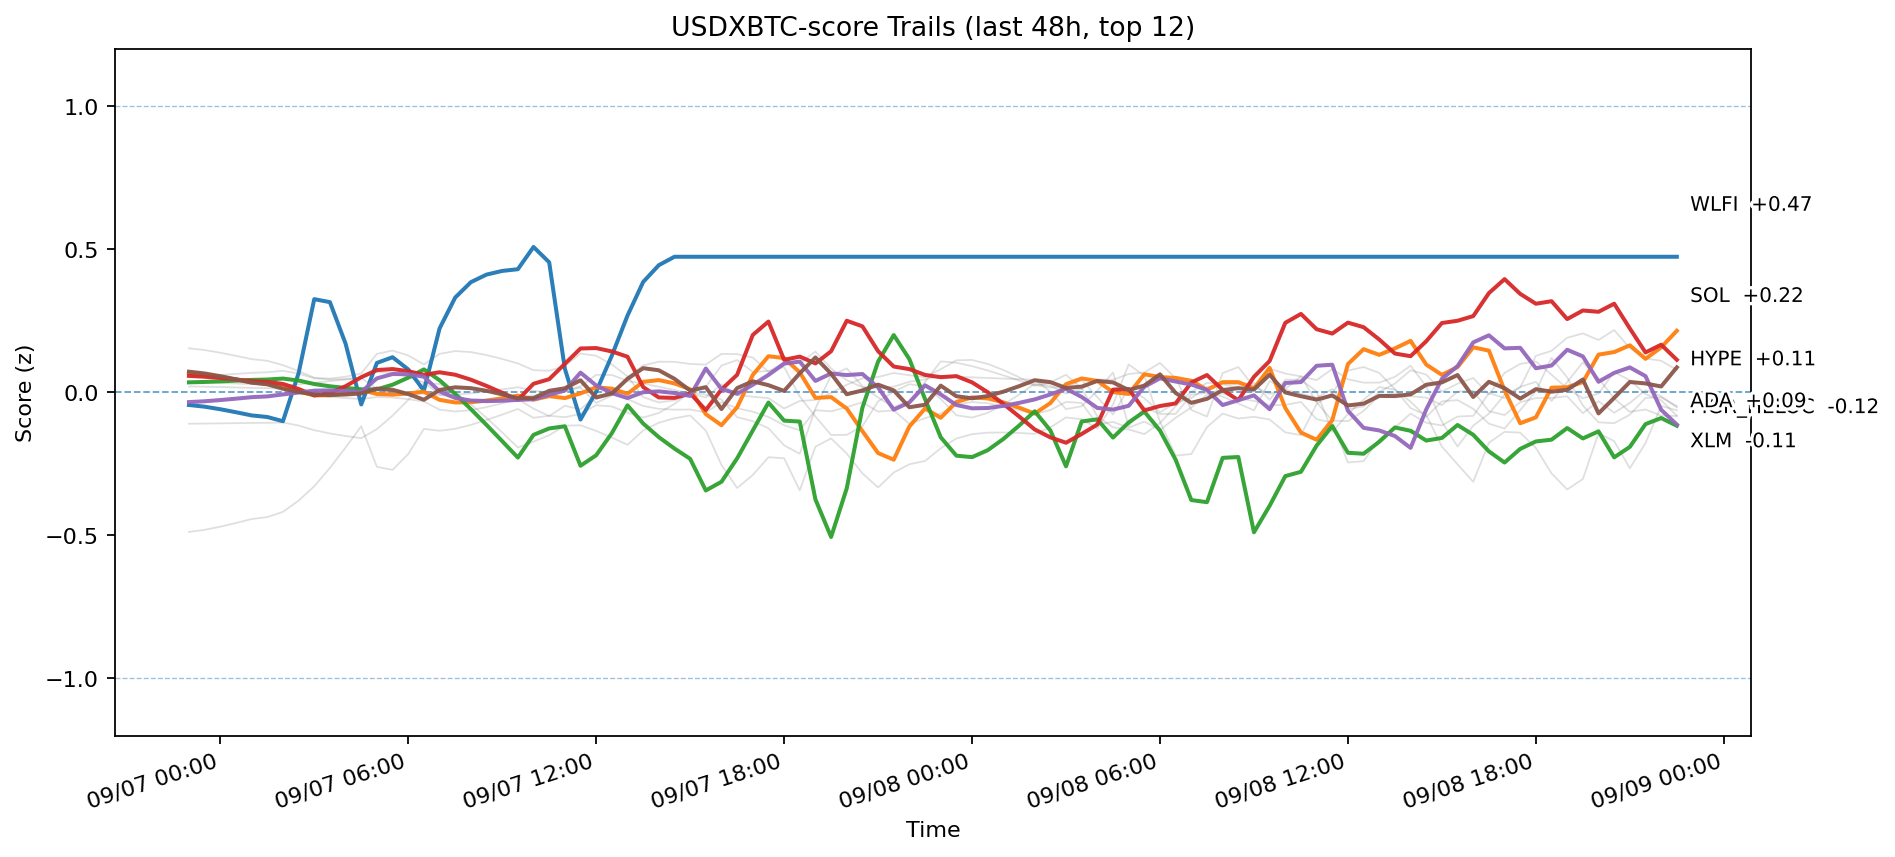 USDXBTC-score Trails (last 48h, top 12)
Score (z)
1.0
0.5
0.0
−0.5
−1.0
WLFI +0.47
SOL +0.22
HYPE +0.11
ADA +0.09
-0.12
XLM -0.11
09/07 00:00
09/07 06:00
09/07 12:00
09/07 18:00
09/08 00:00
09/08 06:00
09/08 12:00
09/08 18:00
09/09 00:00
Time